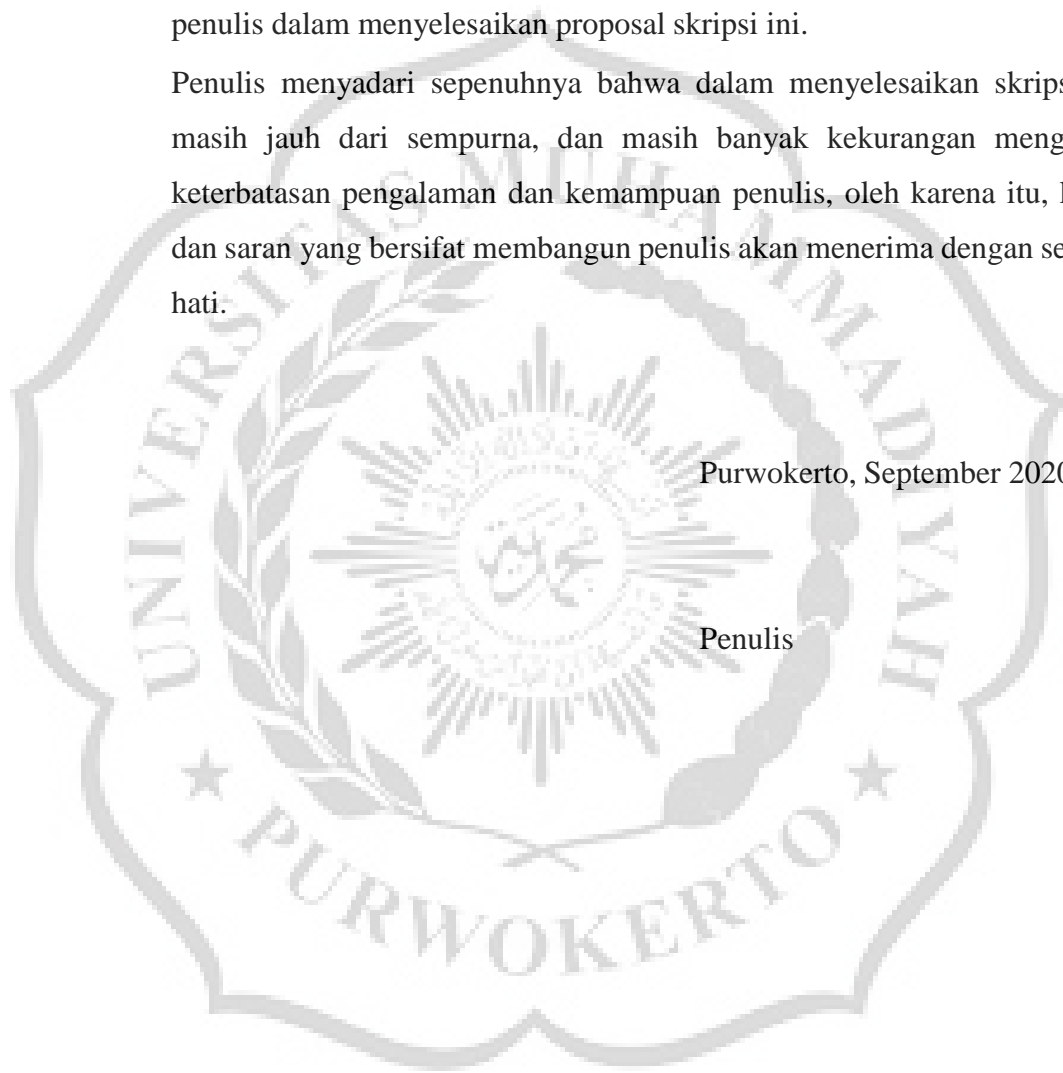 penulis dalam menyelesaikan proposal skripsi ini.
Penulis menyadari sepenuhnya bahwa dalam menyelesaikan skrips
masih jauh dari sempurna, dan masih banyak kekurangan meng
keterbatasan pengalaman dan kemampuan penulis, oleh karena itu,
dan saran yang bersifat membangun penulis akan menerima dengan se
hati.
UNIVERSITAS MUHAMMADIYAH
Purwokerto, September 2020
Penulis
★ PURWOKERTO ★